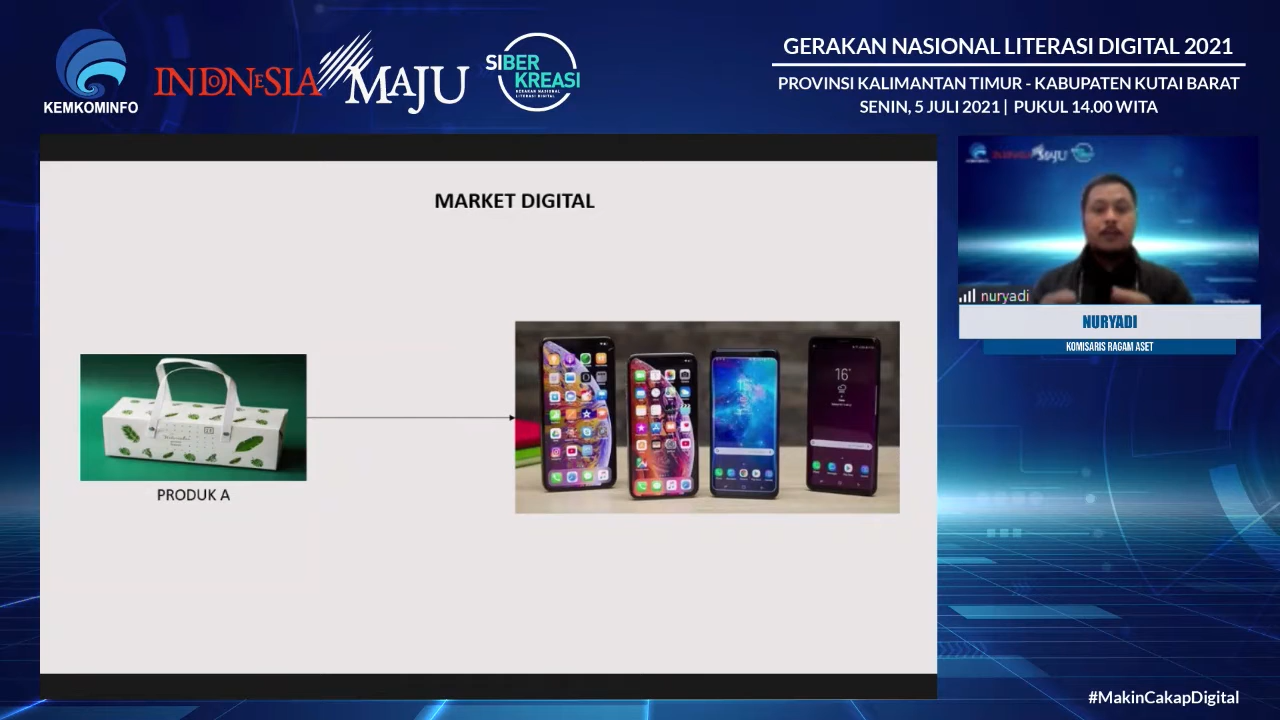 KEMKOMINFO
INDONESIA MAJU
SIBER KREASI
GERAKAN NASIONAL
LITERASI DIGITAL
GERAKAN NASIONAL LITERASI DIGITAL 2021
PROVINSI KALIMANTAN TIMUR - KABUPATEN KUTAI BARAT
SENIN, 5 JULI 2021 | PUKUL 14.00 WITA
MARKET DIGITAL
PRODUK A
16°
nuryadi
NURYADI
KOMISARIS RAGAM ASET
#MakinCakapDigital